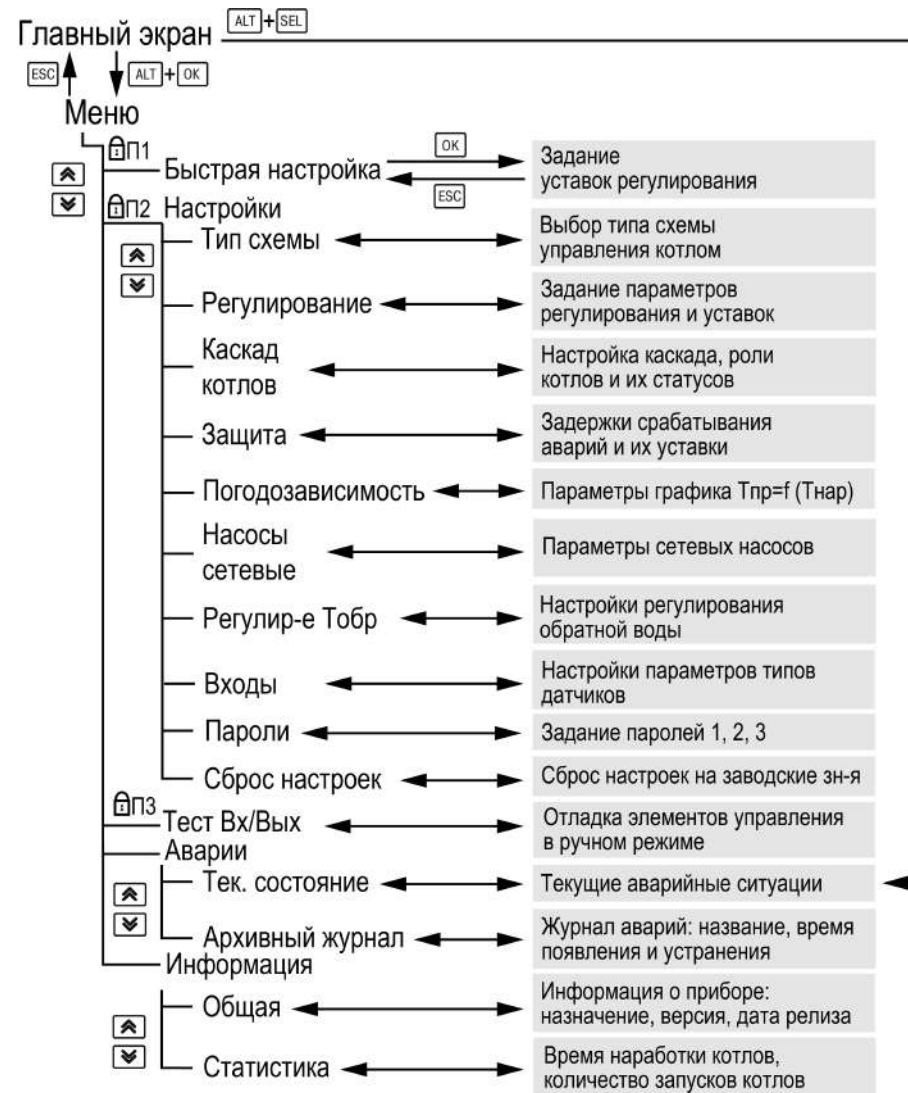 Главный экран ALT+SEL
ESC ALT+OK
Меню
П1
Быстрая настройка OK ESC Задание
уставок регулирования
П2 Настройки
Тип схемы Выбор типа схемы
управления котлом
Регулирование Задание параметров
регулирования и уставок
Каскад
котлов
Настройка каскада, роли
котлов и их статусов
Защита Задержки срабатывания
аварий и их уставки
Погодозависимость Параметры графика Тпр=f (Тнар)
Насосы
сетевые
Параметры сетевых насосов
Регулир-е Тобр Настройки регулирования
обратной воды
Входы Настройки параметров типов
датчиков
Пароли Задание паролей 1, 2, 3
Сброс настроек Сброс настроек на заводские зн-я
П3
Тест Вх/Вых Отладка элементов управления
в ручном режиме
Аварии
Тек. состояние Текущие аварийные ситуации
Архивный журнал Журнал аварий: название, время
появления и устранения
Информация
Общая Информация о приборе:
назначение, версия, дата релиза
Статистика Время наработки котлов,
количество запусков котлов